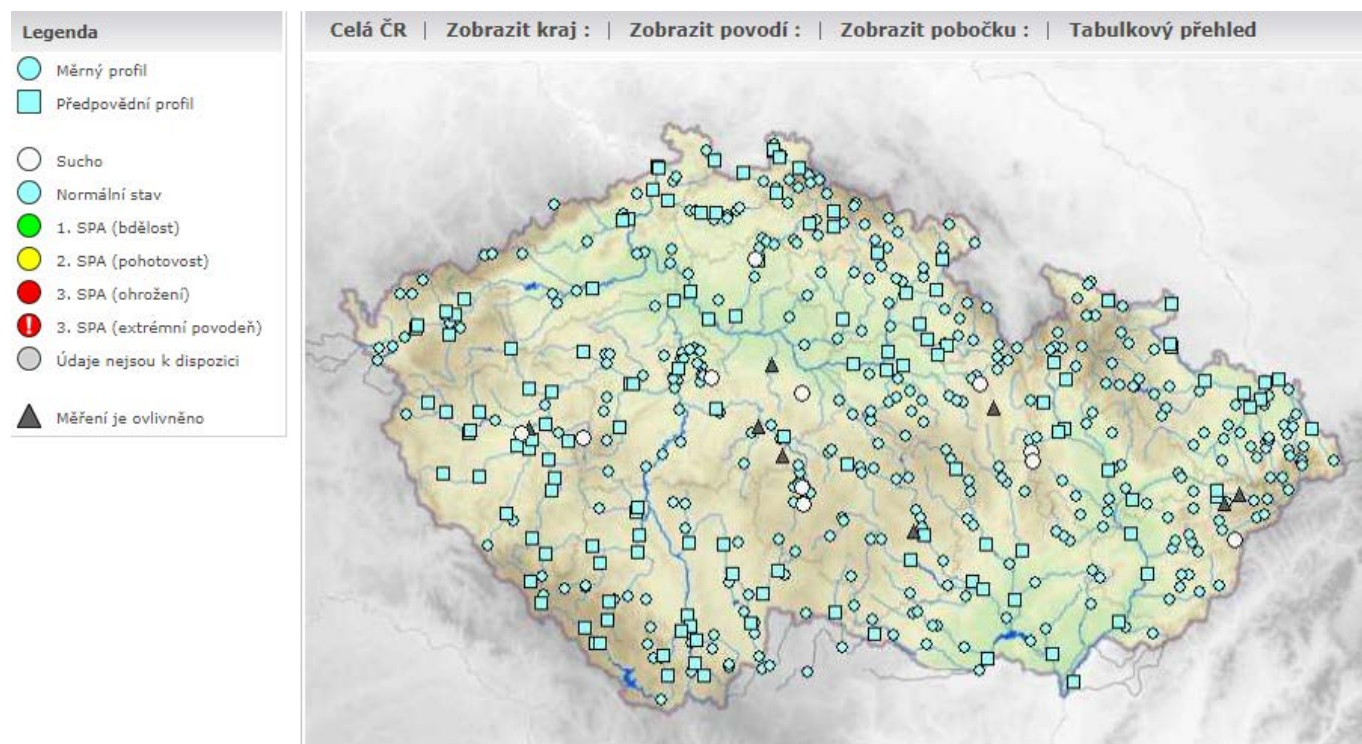 Legenda
Měrný profil
Předpovědní profil
Sucho
Normální stav
1. SPA (bdělost)
2. SPA (pohotovost)
3. SPA (ohrožení)
3. SPA (extrémní povodeň)
Údaje nejsou k dispozici
Měření je ovlivněno
Celá ČR | Zobrazit kraj : | Zobrazit povodí : | Zobrazit pobočku : | Tabulkový přehled